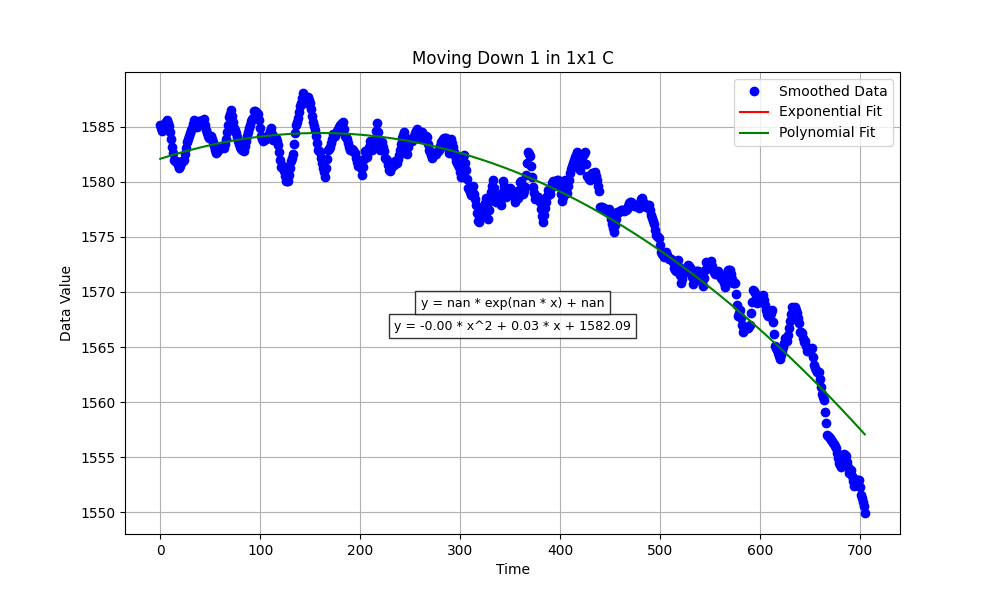 Moving Down 1 in 1x1 C
Smoothed Data
Exponential Fit
Polynomial Fit
1585
1580
1575
1570
1565
1560
1555
1550
Data Value
y = nan * exp(nan * x) + nan
y = -0.00 * x^2 + 0.03 * x + 1582.09
0 100 200 300 400 500 600 700
Time